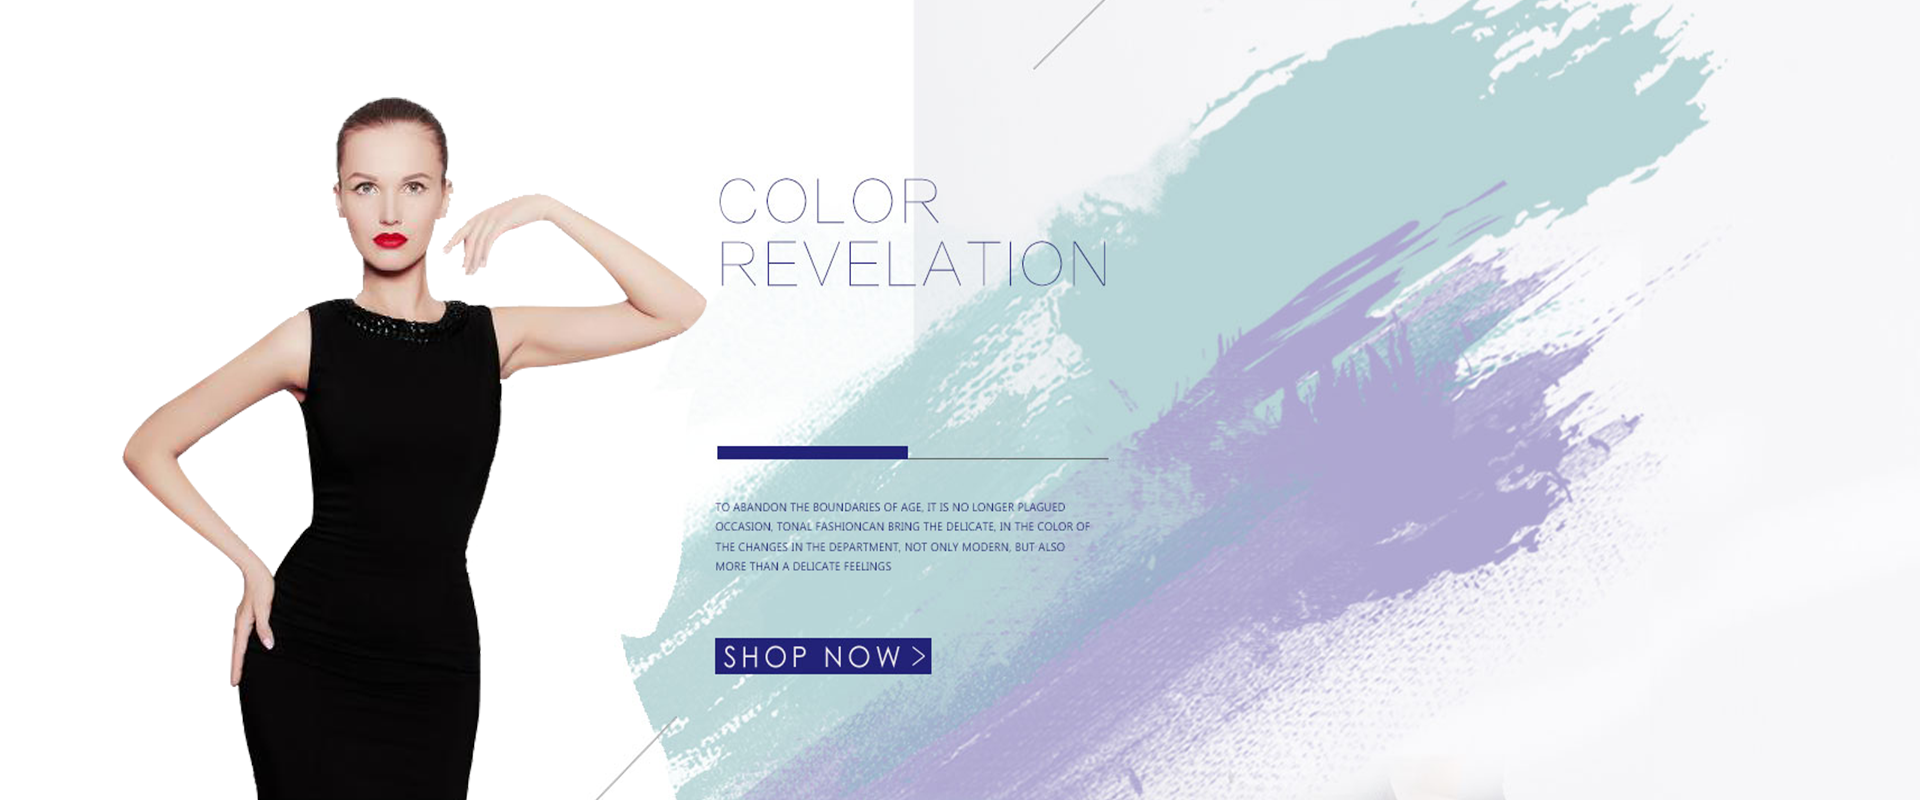 COLOR
REVELATION
TO ABANDON THE BOUNDARIES OF AGE, IT IS NO LONGER PLAGUED
OCCASION, TONAL FASHIONCAN BRING THE DELICATE, IN THE COLOR OF
THE CHANGES IN THE DEPARTMENT, NOT ONLY MODERN, BUT ALSO
MORE THAN A DELICATE FEELINGS
SHOP NOW >